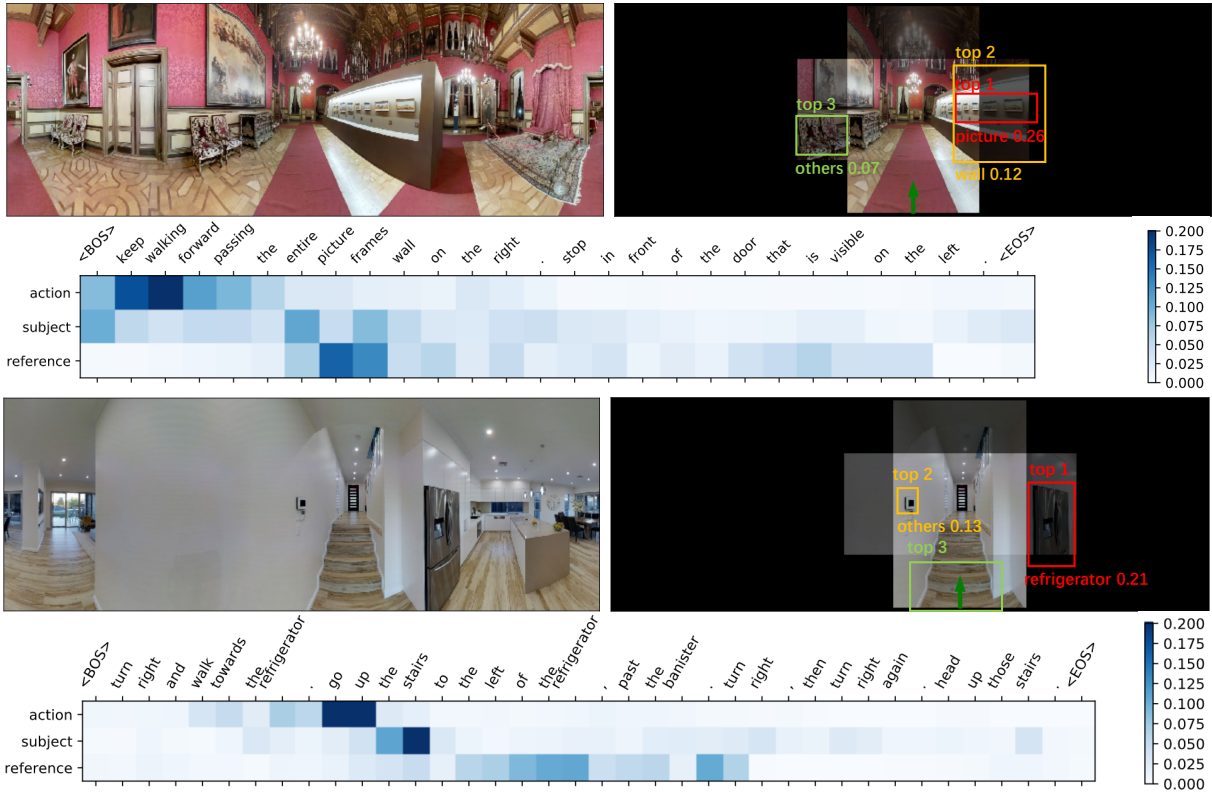 top 2
top 1
top 3
picture 0.26
others 0.07
wall 0.12
<BOS> keep walking forward passing the entire picture frames wall on the right . stop in front of the door that is visible on the left . <EOS>
action
subject
reference
0.200
0.175
0.150
0.125
0.100
0.075
0.050
0.025
0.000
top 1
top 2
others 0.13
top 3
refrigerator 0.21
<BOS> turn right and walk towards the refrigerator . go up the stairs to the left of the refrigerator , past the banister . turn right , then turn right again . head up those stairs . <EOS>
action
subject
reference
0.200
0.175
0.150
0.125
0.100
0.075
0.050
0.025
0.000